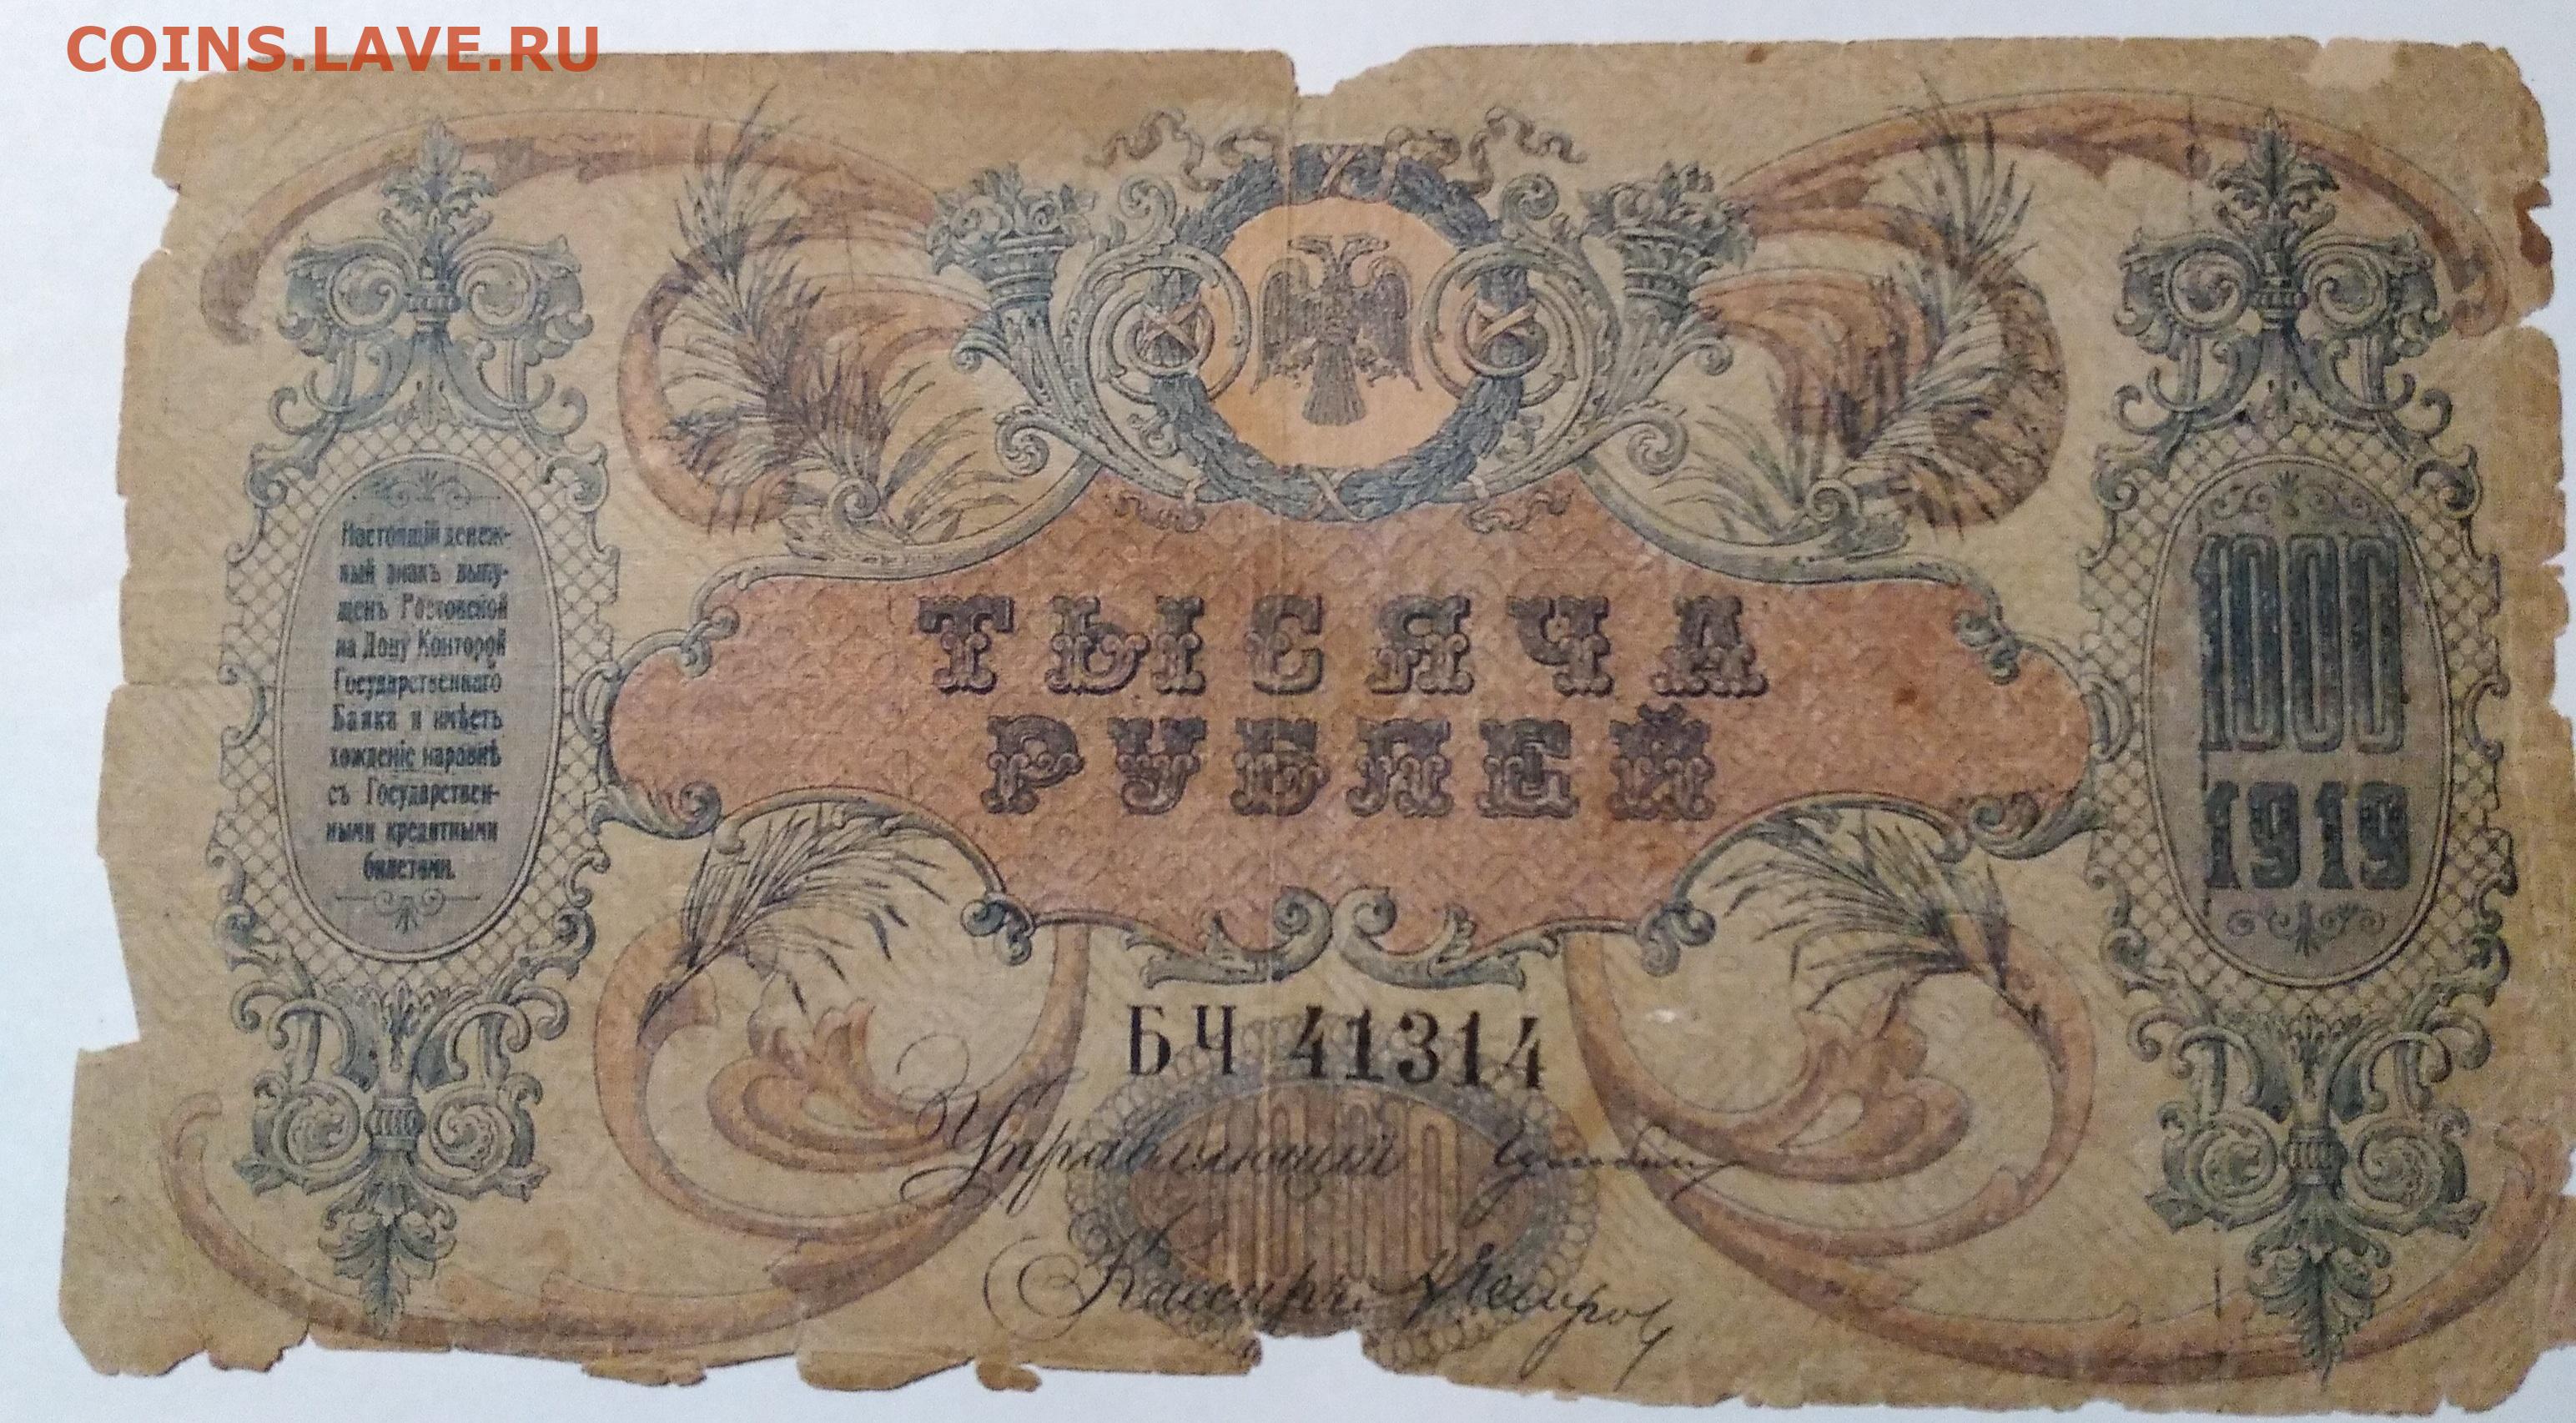 COINS.LAVE.RU
Настоящій денеж-
ный знакъ выпу-
щенъ Ростовской
на Дону Конторой
Государственнаго
Банка и имѣетъ
хожденіе наравнѣ
съ Государствен-
ными кредитными
билетами.
ТЫСЯЧА
РУБЛЕЙ
1000
1919
БЧ 41314
1000
Управляющій
Кассиръ